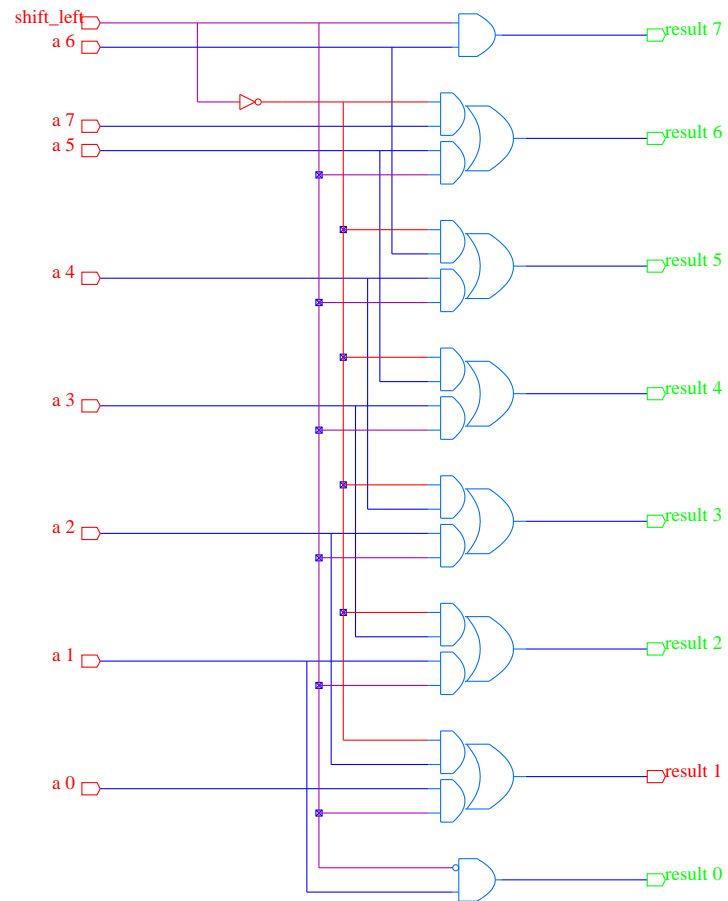 shift_left
result 7
a 6
a 7
result 6
a 5
a 4
result 5
a 3
result 4
a 2
result 3
a 1
result 2
a 0
result 1
result 0